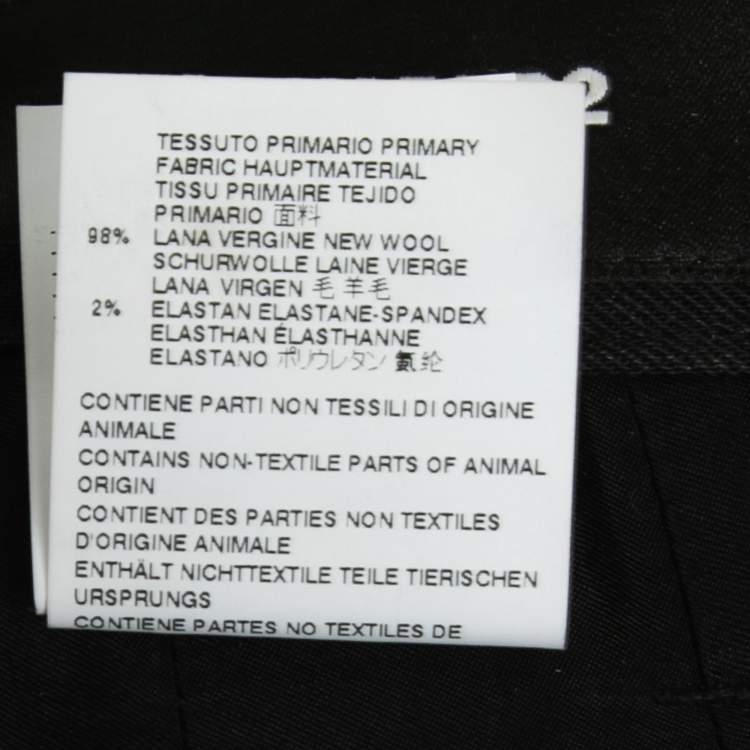 TESSUTO PRIMARIO PRIMARY
FABRIC HAUPTMATERIAL
TISSU PRIMAIRE TEJIDO
PRIMARIO 面料
98% LANA VERGINE NEW WOOL
SCHURWOLLE LAINE VIERGE
LANA VIRGEN 毛 羊毛
2% ELASTAN ELASTANE-SPANDEX
ELASTHAN ÉLASTHANNE
ELASTANO ポリウレタン 氨纶
CONTIENE PARTI NON TESSILI DI ORIGINE
ANIMALE
CONTAINS NON-TEXTILE PARTS OF ANIMAL
ORIGIN
CONTIENT DES PARTIES NON TEXTILES
D'ORIGINE ANIMALE
ENTHÄLT NICHTTEXTILE TEILE TIERISCHEN
URSPRUNGS
CONTIENE PARTES NO TEXTILES DE